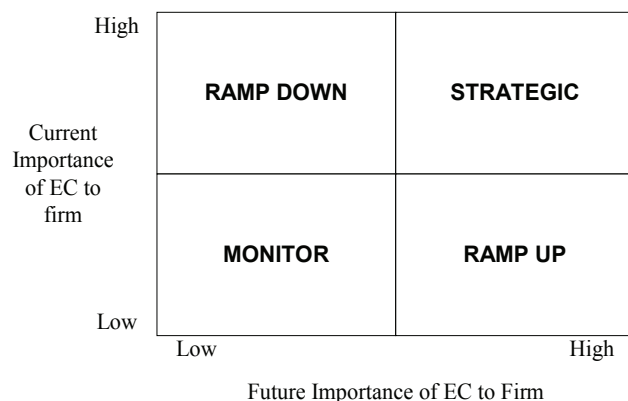 High
RAMP DOWN
STRATEGIC
Current
Importance
of EC to
firm
MONITOR
RAMP UP
Low
Low
High
Future Importance of EC to Firm